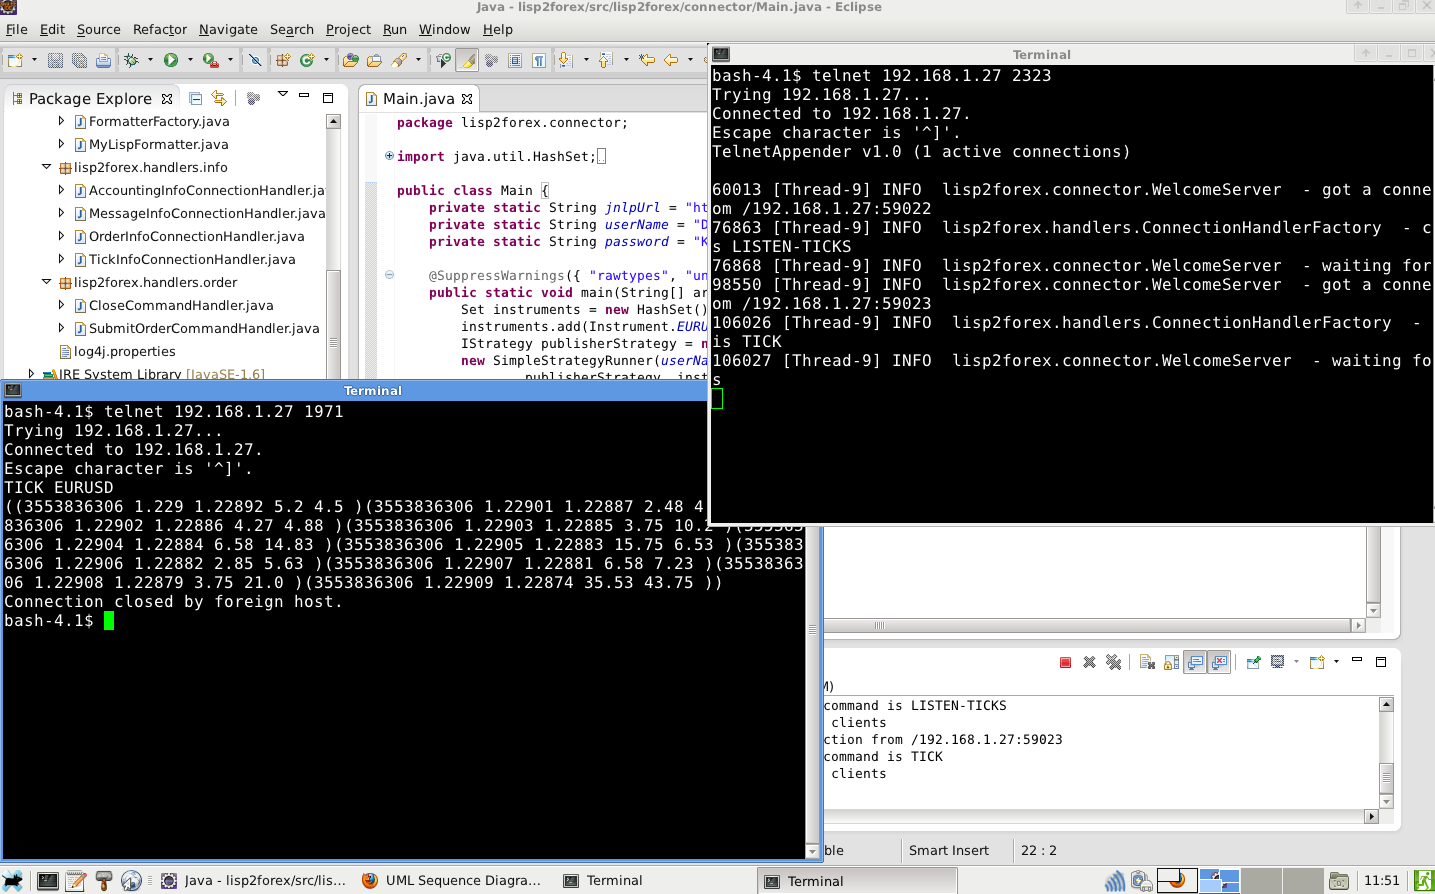 Java - lisp2forex/src/lisp2forex/connector/Main.java - Eclipse
File Edit Source Refactor Navigate Search Project Run Window Help
Package Explorer
FormatterFactory.java
MyLispFormatter.java
lisp2forex.handlers.info
AccountingInfoConnectionHandler.ja
MessageInfoConnectionHandler.java
OrderInfoConnectionHandler.java
TickInfoConnectionHandler.java
lisp2forex.handlers.order
CloseCommandHandler.java
SubmitOrderCommandHandler.java
log4j.properties
JRE System Library [JavaSE-1.6]
Main.java
package lisp2forex.connector;
import java.util.HashSet;
public class Main {
private static String jnlpUrl = "ht
private static String userName = "D
private static String password = "K
@SuppressWarnings({ "rawtypes", "un
public static void main(String[] ar
Set instruments = new HashSet()
instruments.add(Instrument.EURU
IStrategy publisherStrategy = n
new SimpleStrategyRunner(userNa
publisherStrategy, inst
Terminal
bash-4.1$ telnet 192.168.1.27 2323
Trying 192.168.1.27...
Connected to 192.168.1.27.
Escape character is '^]'.
TelnetAppender v1.0 (1 active connections)
60013 [Thread-9] INFO  lisp2forex.connector.WelcomeServer  - got a conne
om /192.168.1.27:59022
76863 [Thread-9] INFO  lisp2forex.handlers.ConnectionHandlerFactory  - c
s LISTEN-TICKS
76868 [Thread-9] INFO  lisp2forex.connector.WelcomeServer  - waiting for
98550 [Thread-9] INFO  lisp2forex.connector.WelcomeServer  - got a conne
om /192.168.1.27:59023
106026 [Thread-9] INFO  lisp2forex.handlers.ConnectionHandlerFactory  -
is TICK
106027 [Thread-9] INFO  lisp2forex.connector.WelcomeServer  - waiting fo
s
Terminal
bash-4.1$ telnet 192.168.1.27 1971
Trying 192.168.1.27...
Connected to 192.168.1.27.
Escape character is '^]'.
TICK EURUSD
((3553836306 1.229 1.22892 5.2 4.5 )(3553836306 1.22901 1.22887 2.48 4
836306 1.22902 1.22886 4.27 4.88 )(3553836306 1.22903 1.22885 3.75 10.2 )(355383
6306 1.22904 1.22884 6.58 14.83 )(3553836306 1.22905 1.22883 15.75 6.53 )(355383
6306 1.22906 1.22882 2.85 5.63 )(3553836306 1.22907 1.22881 6.58 7.23 )(35538363
06 1.22908 1.22879 3.75 21.0 )(3553836306 1.22909 1.22874 35.53 43.75 ))
Connection closed by foreign host.
bash-4.1$
M)
command is LISTEN-TICKS
clients
ction from /192.168.1.27:59023
command is TICK
clients
ble Smart Insert 22 : 2
Java - lisp2forex/src/lis... UML Sequence Diagra... Terminal Terminal 11:51